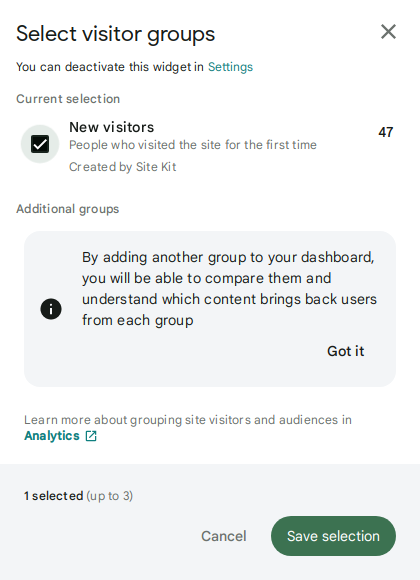 Select visitor groups
You can deactivate this widget in Settings
Current selection
New visitors
47
People who visited the site for the first time
Created by Site Kit
Additional groups
By adding another group to your dashboard,
you will be able to compare them and
understand which content brings back users
from each group
Got it
Learn more about grouping site visitors and audiences in
Analytics
1 selected (up to 3)
Cancel
Save selection